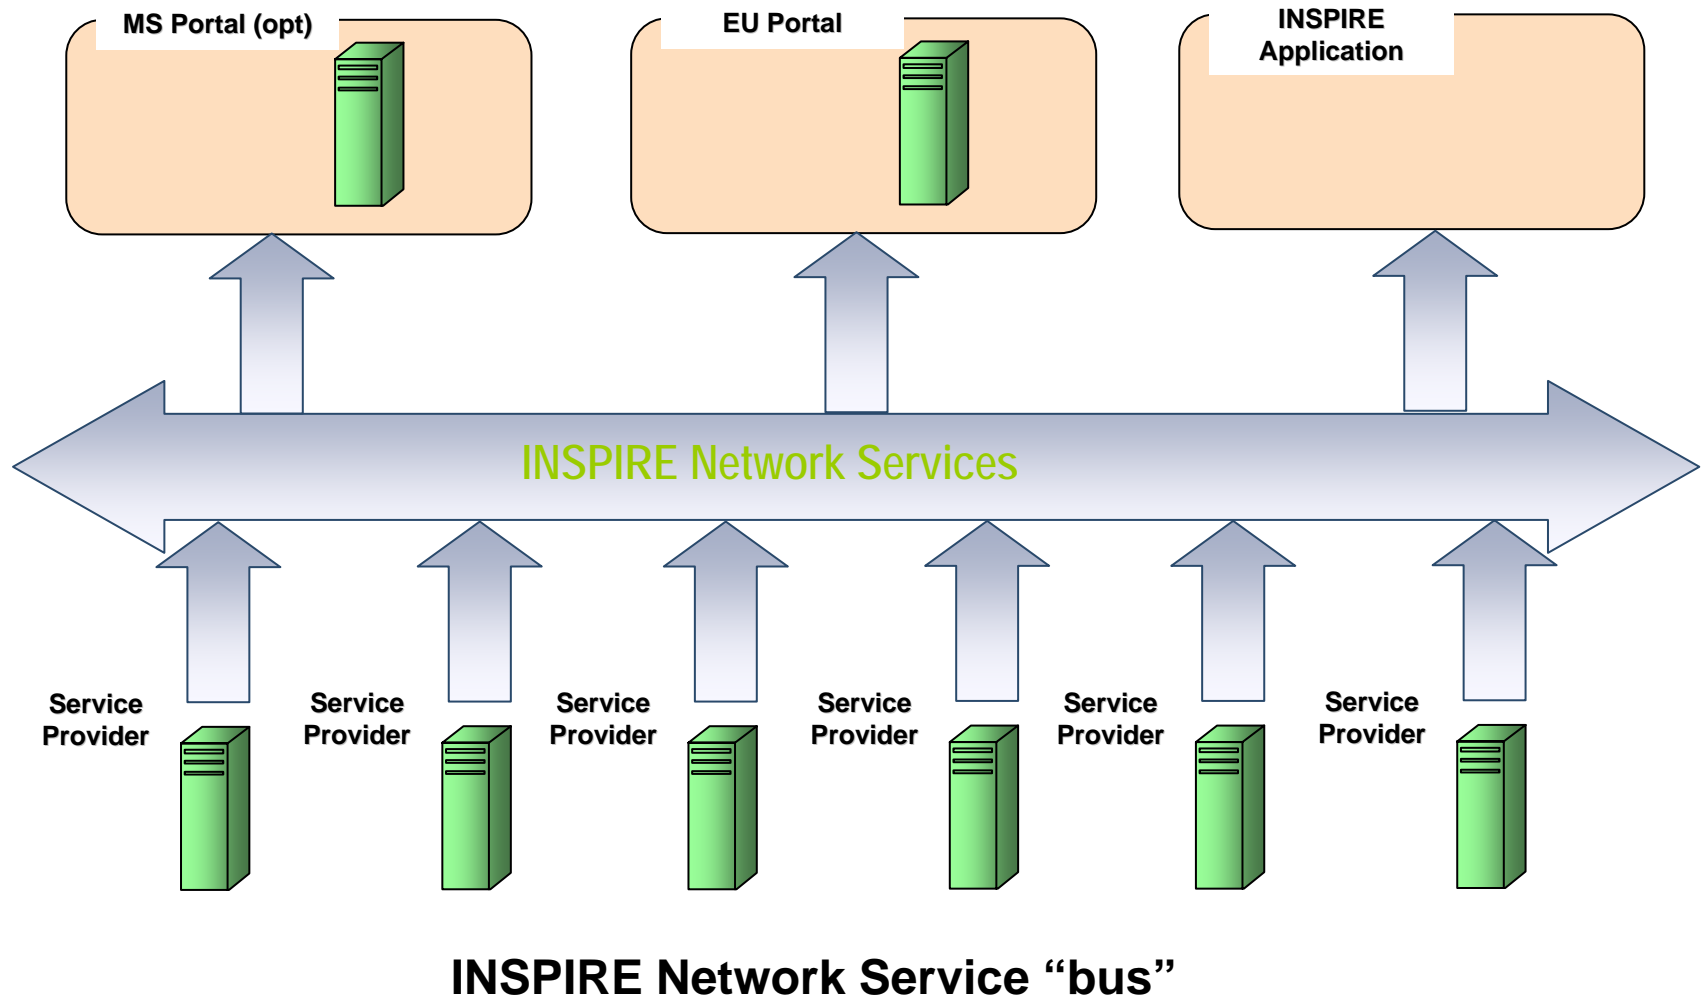 MS Portal (opt)
EU Portal
INSPIRE
Application
INSPIRE Network Services
Service
Provider
Service
Provider
Service
Provider
Service
Provider
Service
Provider
Service
Provider
INSPIRE Network Service “bus”